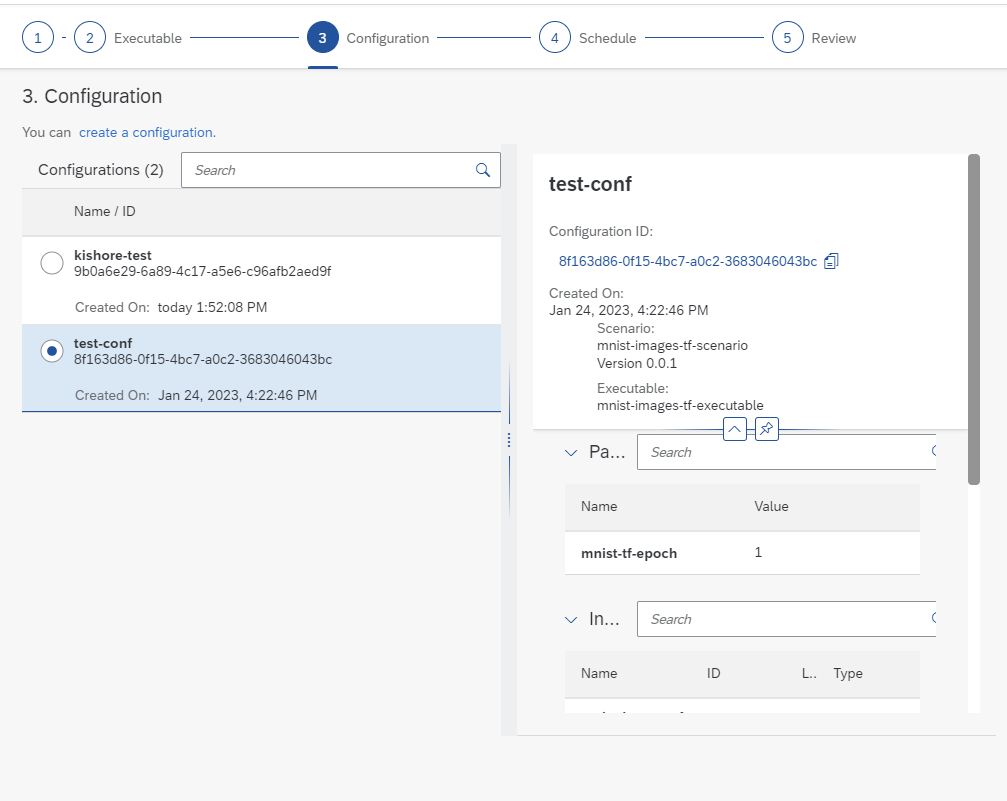 1 - 2 Executable 3 Configuration 4 Schedule 5 Review
3. Configuration
You can create a configuration.
Configurations (2) Search
Name / ID
kishore-test
9b0a6e29-6a89-4c17-a5e6-c96afb2aed9f
Created On: today 1:52:08 PM
test-conf
8f163d86-0f15-4bc7-a0c2-3683046043bc
Created On: Jan 24, 2023, 4:22:46 PM
test-conf
Configuration ID:
8f163d86-0f15-4bc7-a0c2-3683046043bc
Created On:
Jan 24, 2023, 4:22:46 PM
Scenario:
mnist-images-tf-scenario
Version 0.0.1
Executable:
mnist-images-tf-executable
Pa... Search
Name Value
mnist-tf-epoch 1
In... Search
Name ID L.. Type